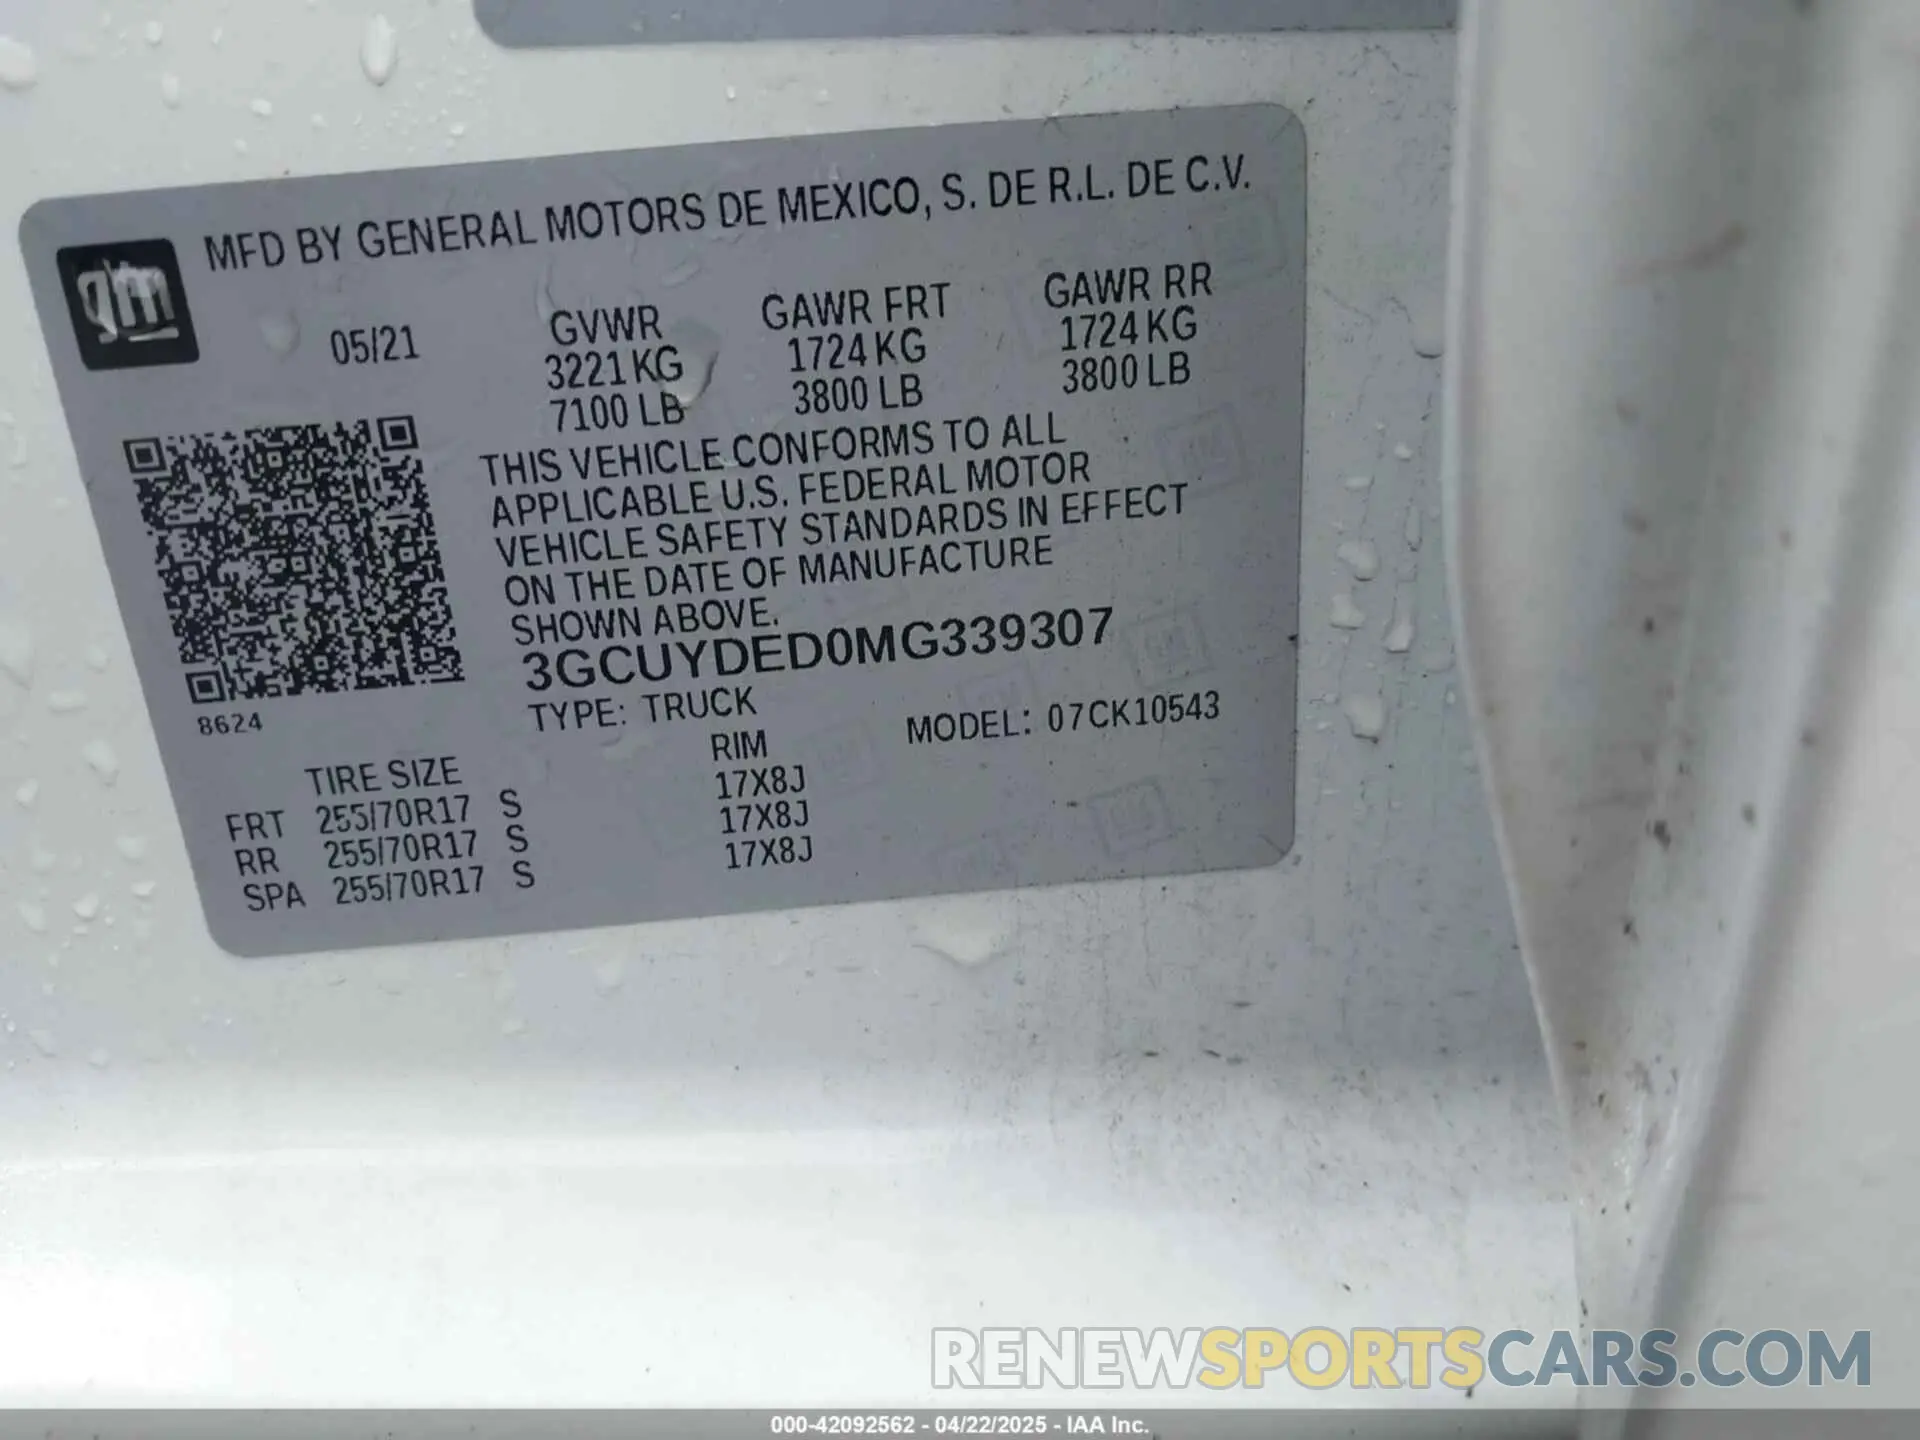 gm
MFD BY GENERAL MOTORS DE MEXICO, S. DE R.L. DE C.V.
05/21
GVWR
3221 KG
7100 LB
GAWR FRT
1724 KG
3800 LB
GAWR RR
1724 KG
3800 LB
THIS VEHICLE CONFORMS TO ALL
APPLICABLE U.S. FEDERAL MOTOR
VEHICLE SAFETY STANDARDS IN EFFECT
ON THE DATE OF MANUFACTURE
SHOWN ABOVE.
3GCUYDED0MG339307
8624
TYPE: TRUCK
MODEL: 07CK10543
TIRE SIZE RIM
FRT 255/70R17 S 17X8J
RR 255/70R17 S 17X8J
SPA 255/70R17 S 17X8J
RENEWSPORTSCARS.COM
000-42092562 - 04/22/2025 - IAA Inc.